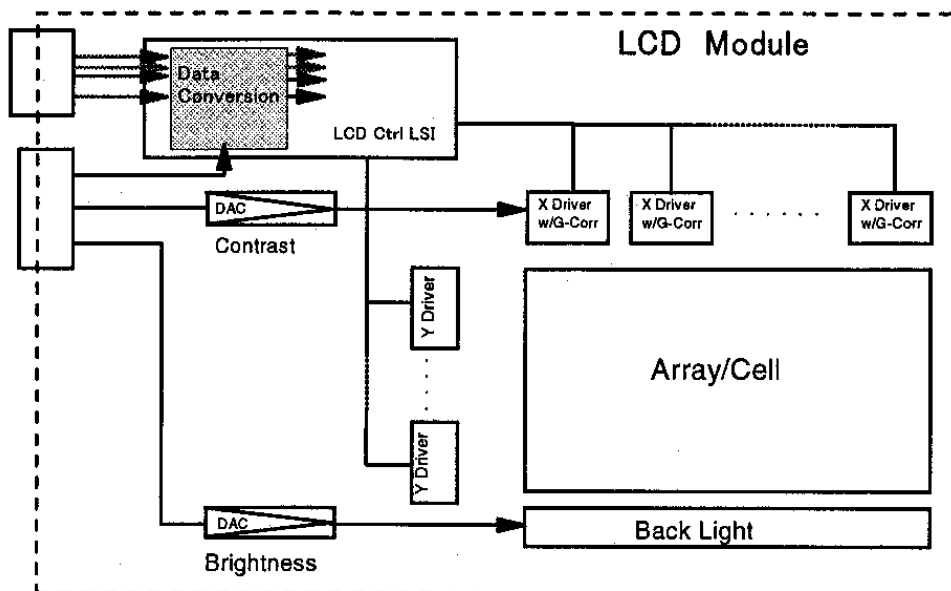 LCD Module
Data
Conversion
LCD Ctrl LSI
DAC
Contrast
X Driver
w/G-Corr
X Driver
w/G-Corr
X Driver
w/G-Corr
Y Driver
Array/Cell
Y Driver
DAC
Brightness
Back Light